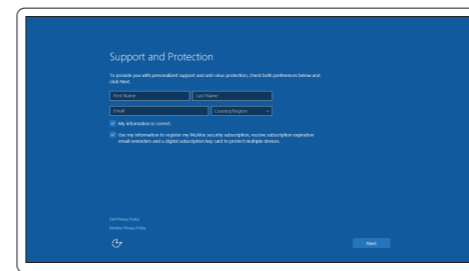 Support and Protection
To provide you with personalized support and anti-virus protection, check both preferences below and
click Next.
First Name
Last Name
Email
Country/Region
My information is correct.
Use my information to register my McAfee security subscription, receive subscription expiration
email reminders and a digital subscription key card to protect multiple devices.
Dell Privacy Policy
McAfee Privacy Policy
Next